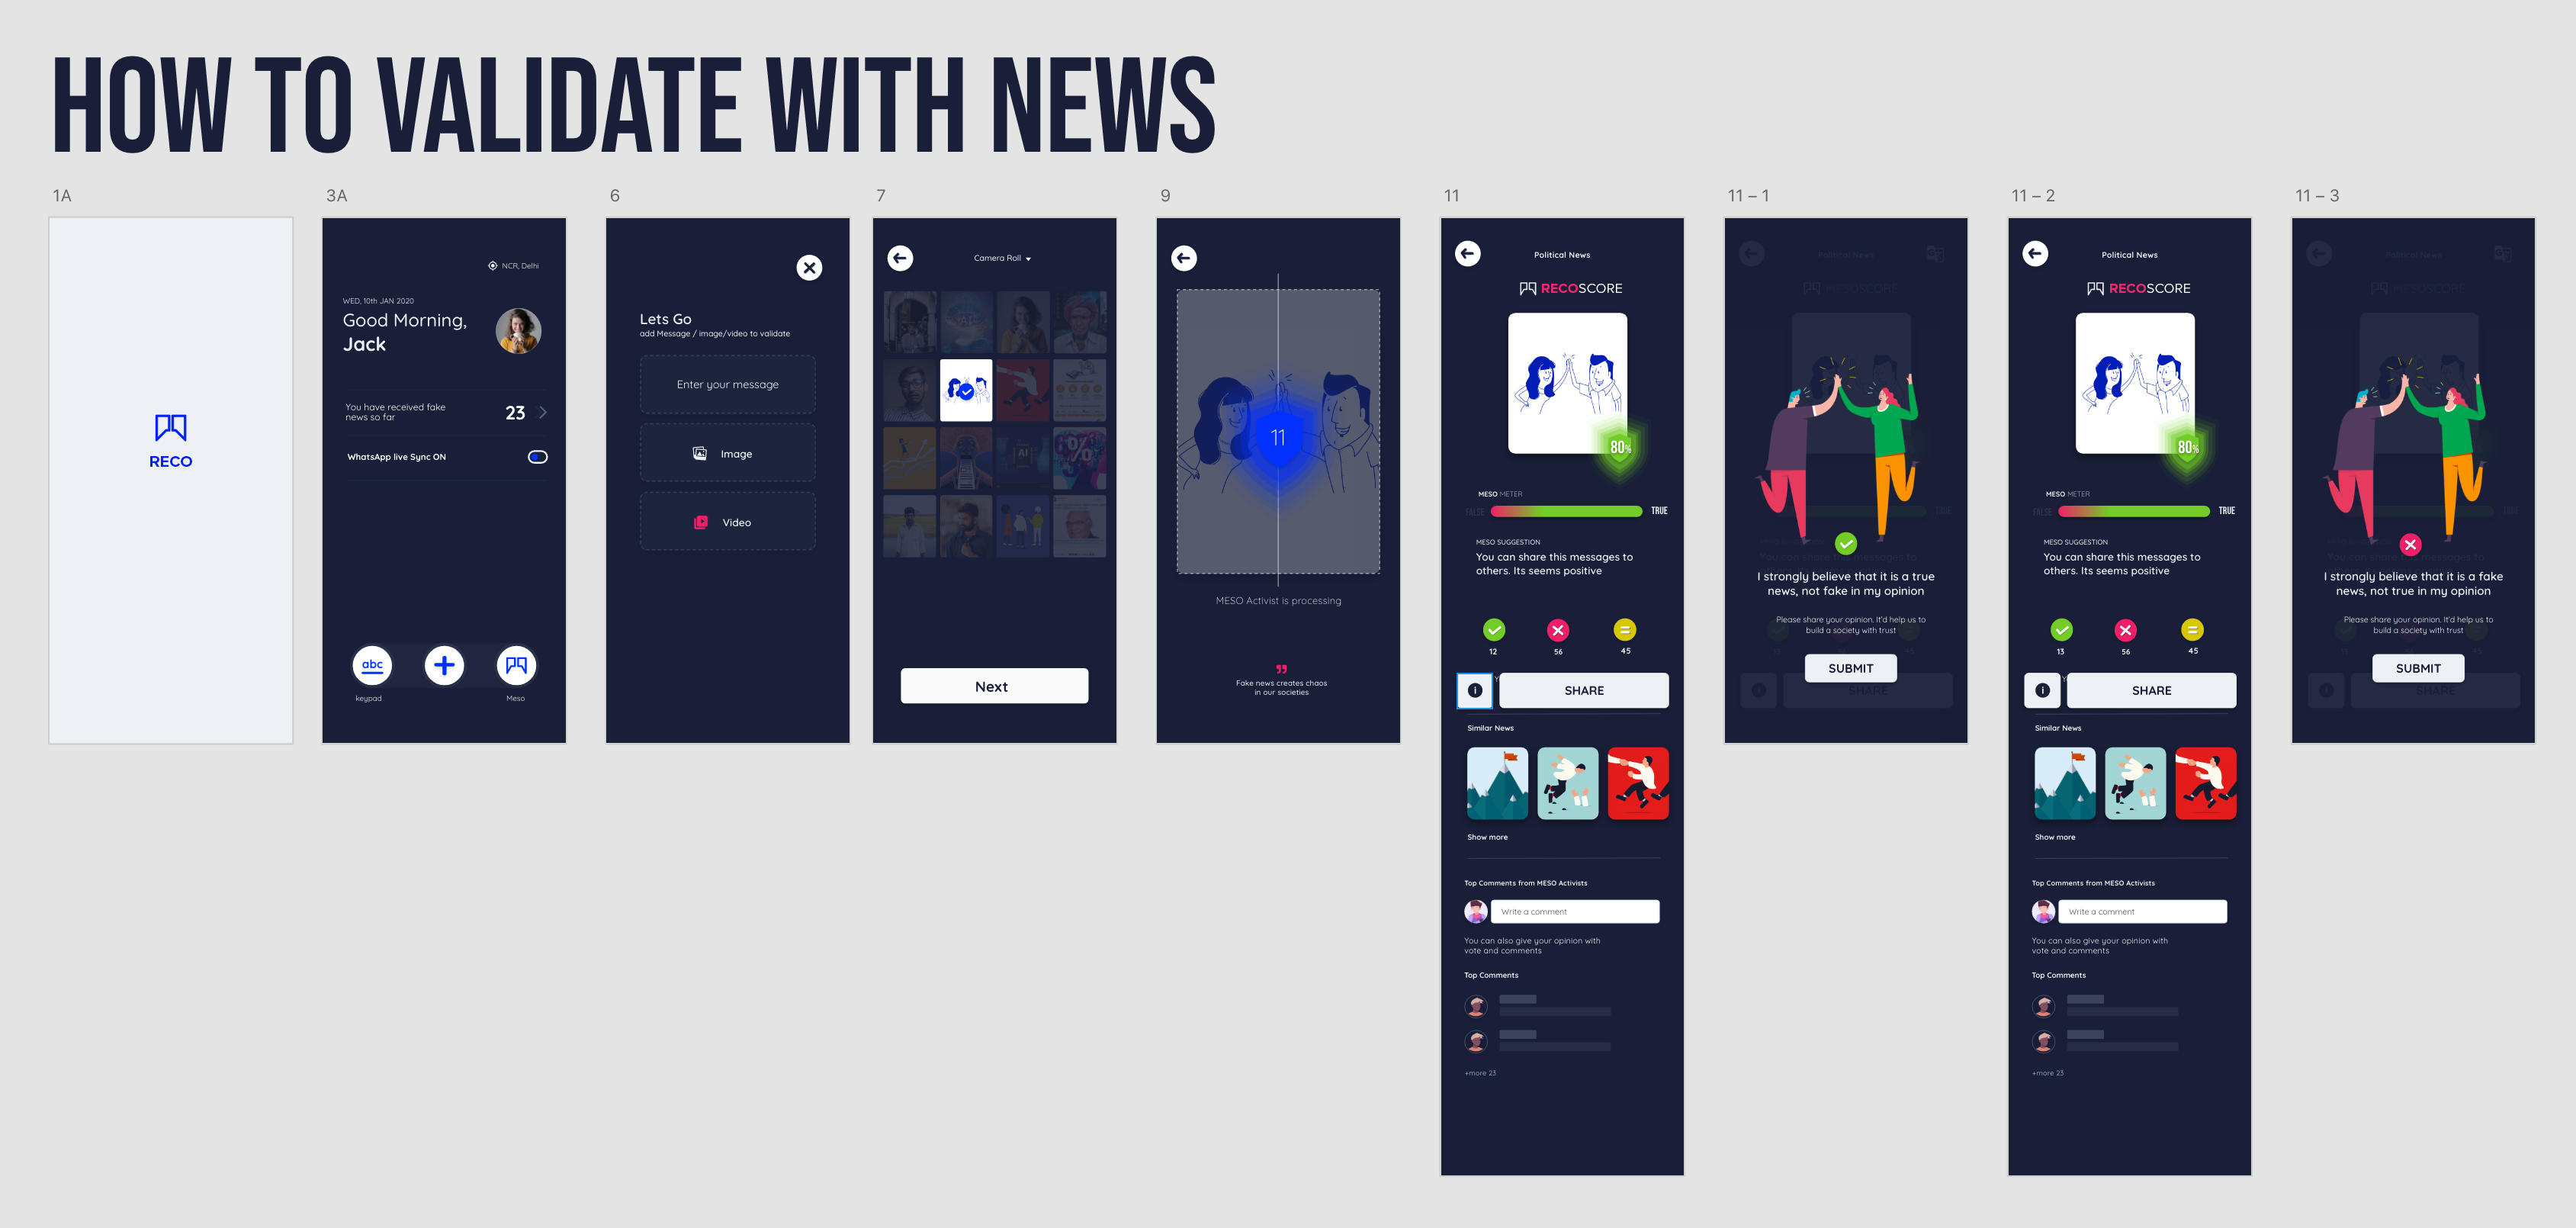 HOW TO VALIDATE WITH NEWS
1A
RECO
3A
NCR, Delhi
WED, 10th JAN 2020
Good Morning,
Jack
You have received fake
news so far
23
WhatsApp live Sync ON
abc
keypad
Meso
6
Lets Go
add Message / image/video to validate
Enter your message
Image
Video
7
Camera Roll
AI
%
Next
9
11
MESO Activist is processing
Fake news creates chaos
in our societies
11
Political News
RECOSCORE
80%
MESO METER
FALSE
TRUE
MESO SUGGESTION
You can share this messages to
others. Its seems positive
12
56
45
i
Y
SHARE
Similar News
Show more
Top Comments from MESO Activists
Write a comment
You can also give your opinion with
vote and comments
Top Comments
+more 23
11 – 1
Political News
RECOSCORE
TRUE
I strongly believe that it is a true
news, not fake in my opinion
Please share your opinion. It'd help us to
build a society with trust
SUBMIT
SHARE
11 – 2
Political News
RECOSCORE
80%
MESO METER
FALSE
TRUE
MESO SUGGESTION
You can share this messages to
others. Its seems positive
13
56
45
i
Y
SHARE
Similar News
Show more
Top Comments from MESO Activists
Write a comment
You can also give your opinion with
vote and comments
Top Comments
+more 23
11 – 3
Political News
RECOSCORE
TRUE
I strongly believe that it is a fake
news, not true in my opinion
Please share your opinion. It'd help us to
build a society with trust
SUBMIT
SHARE